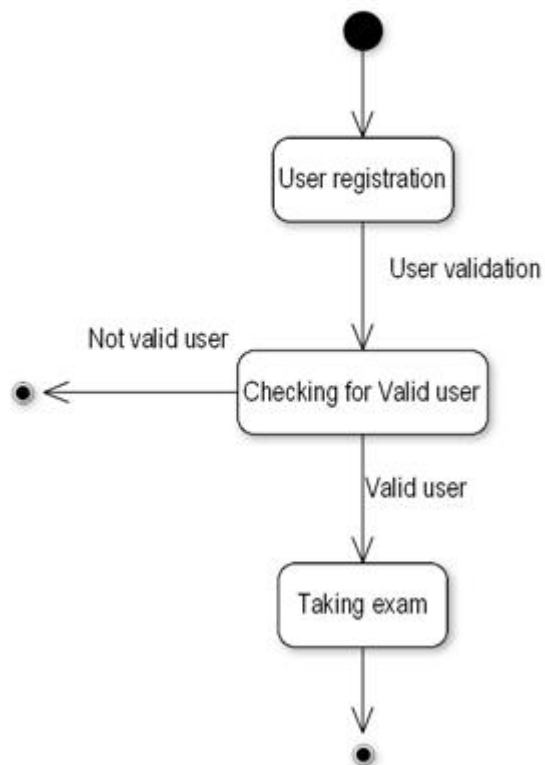 User registration
User validation
Not valid user
Checking for Valid user
Valid user
Taking exam